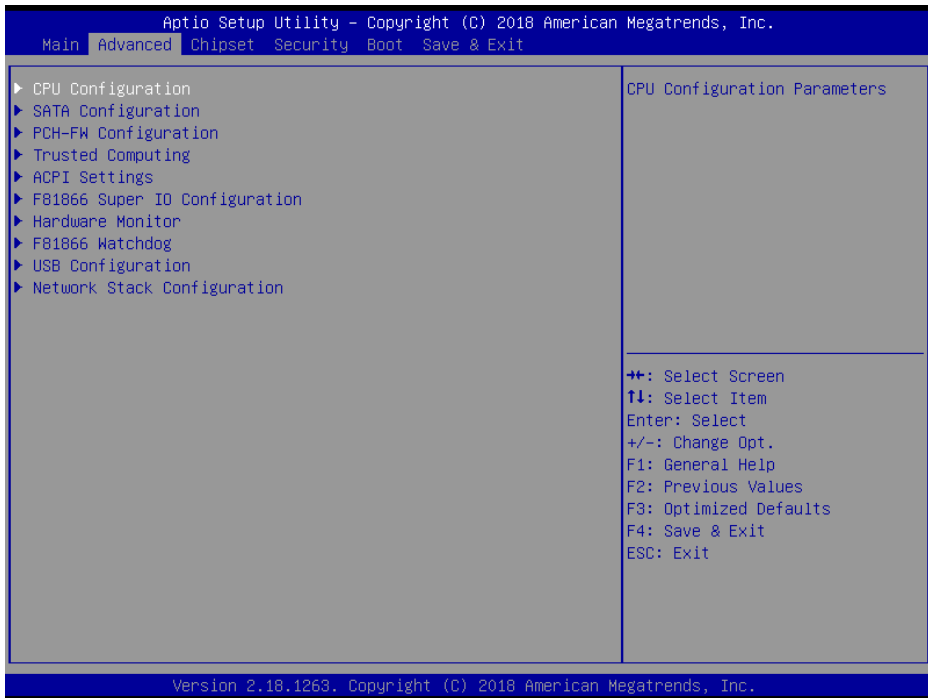 Aptio Setup Utility – Copyright (C) 2018 American Megatrends, Inc.
Main Advanced Chipset Security Boot Save & Exit
CPU Configuration
SATA Configuration
PCH-FW Configuration
Trusted Computing
ACPI Settings
F81866 Super IO Configuration
Hardware Monitor
F81866 Watchdog
USB Configuration
Network Stack Configuration
CPU Configuration Parameters
→←: Select Screen
↑↓: Select Item
Enter: Select
+/-: Change Opt.
F1: General Help
F2: Previous Values
F3: Optimized Defaults
F4: Save & Exit
ESC: Exit
Version 2.18.1263. Copyright (C) 2018 American Megatrends, Inc.